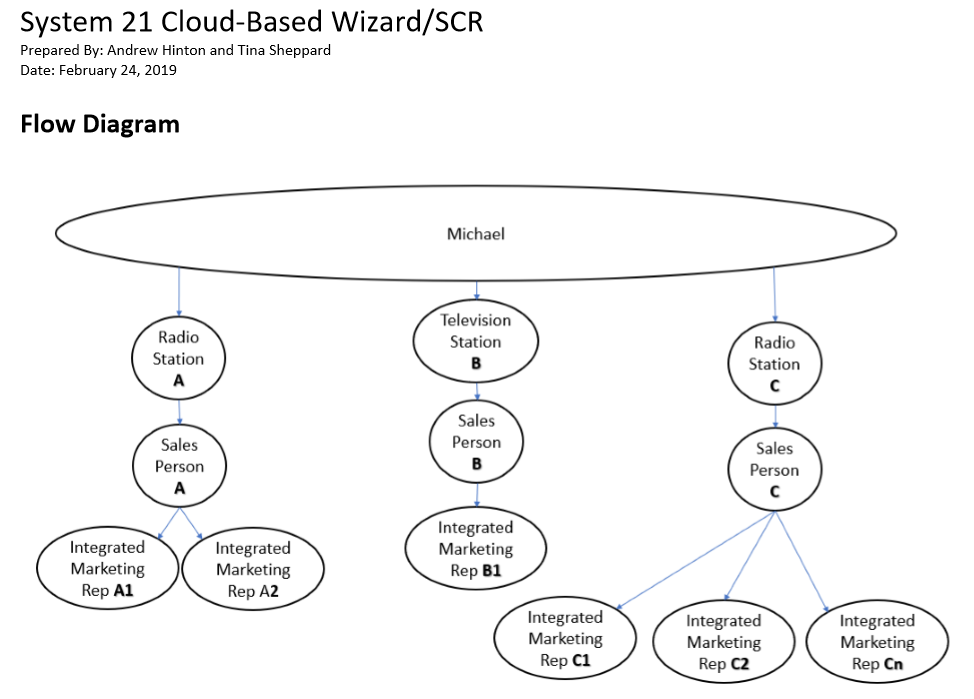 System 21 Cloud-Based Wizard/SCR
Prepared By: Andrew Hinton and Tina Sheppard
Date: February 24, 2019
Flow Diagram
Michael
Radio
Station
A
Television
Station
B
Radio
Station
C
Sales
Person
A
Sales
Person
B
Sales
Person
C
Integrated
Marketing
Rep A1
Integrated
Marketing
Rep A2
Integrated
Marketing
Rep B1
Integrated
Marketing
Rep C1
Integrated
Marketing
Rep C2
Integrated
Marketing
Rep Cn